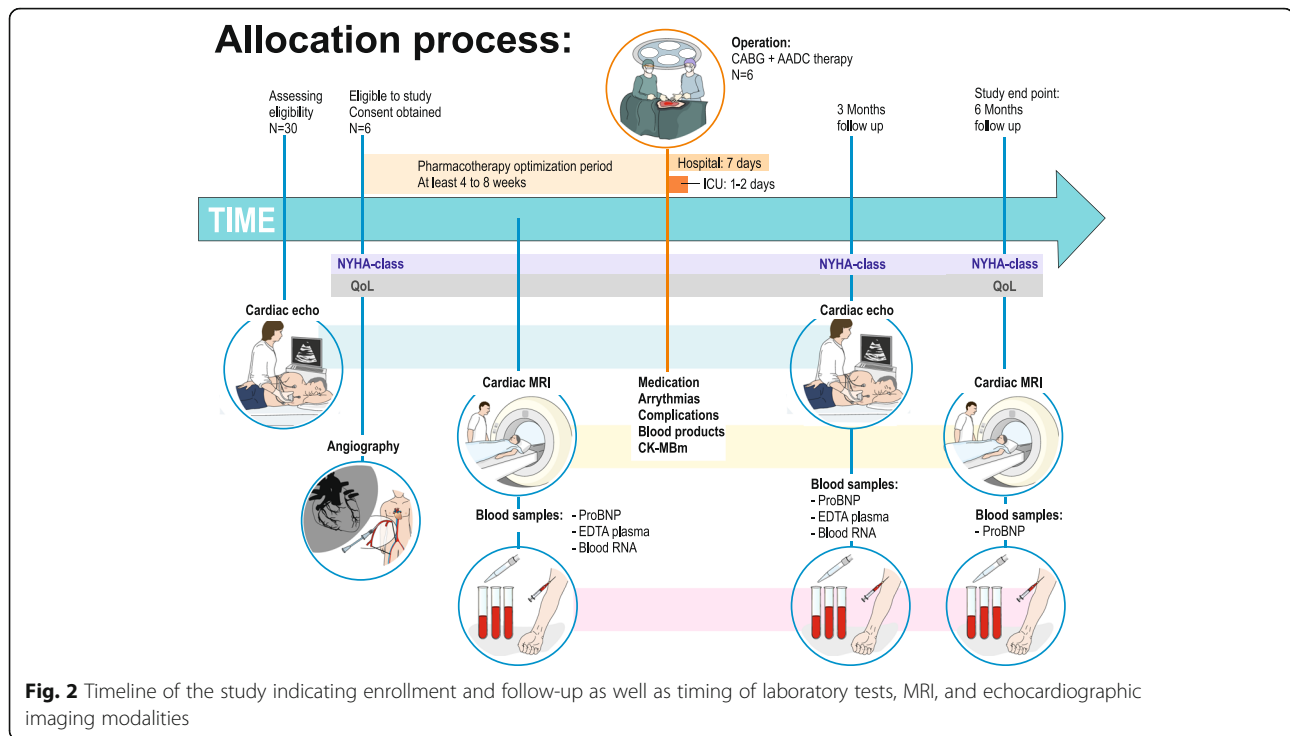 Allocation process:
Operation:
CABG + AADC therapy
N=6
Assessing
eligibility
N=30
Eligible to study
Consent obtained
N=6
3 Months
follow up
Study end point:
6 Months
follow up
Pharmacotherapy optimization period
At least 4 to 8 weeks
Hospital: 7 days
ICU: 1-2 days
TIME
NYHA-class
NYHA-class
NYHA-class
QoL
QoL
Cardiac echo
Cardiac echo
Cardiac MRI
Medication
Arrythmias
Complications
Blood products
CK-MBm
Cardiac MRI
Angiography
Blood samples:
- ProBNP
- EDTA plasma
- Blood RNA
Blood samples:
- ProBNP
- EDTA plasma
- Blood RNA
Blood samples:
- ProBNP
Fig. 2 Timeline of the study indicating enrollment and follow-up as well as timing of laboratory tests, MRI, and echocardiographic
imaging modalities